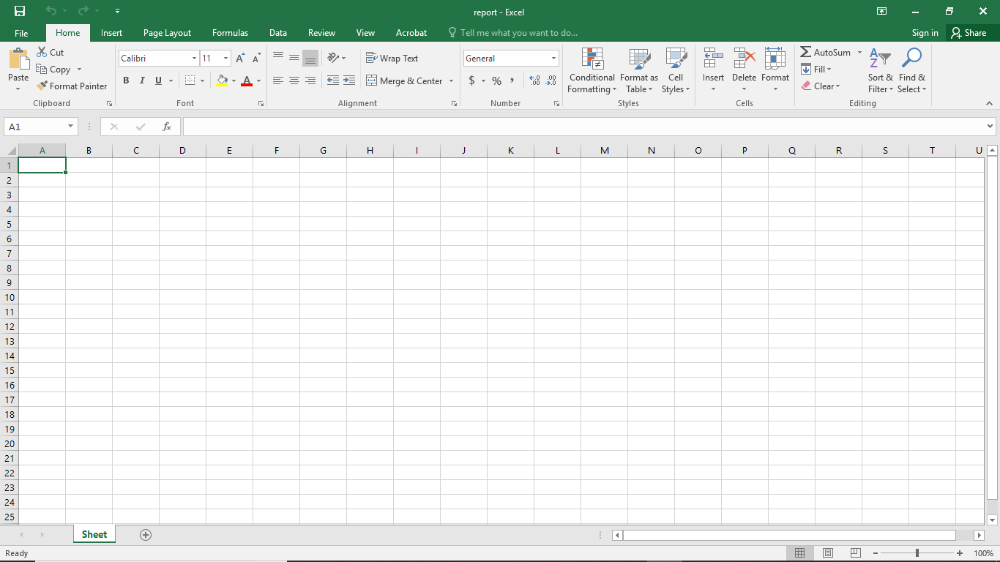 report - Excel
File Home Insert Page Layout Formulas Data Review View Acrobat Tell me what you want to do... Sign in Share
Paste
Cut
Copy
Format Painter
Clipboard
Calibri 11
B I U A
Font
Wrap Text
Merge & Center
Alignment
General
$ % ,
Number
Conditional Formatting
Format as Table
Cell Styles
Styles
Insert Delete Format
Cells
AutoSum
Fill
Clear
Sort & Filter
Find & Select
Editing
A1 fx
A B C D E F G H I J K L M N O P Q R S T U
1
2
3
4
5
6
7
8
9
10
11
12
13
14
15
16
17
18
19
20
21
22
23
24
25
Sheet
Ready 100%